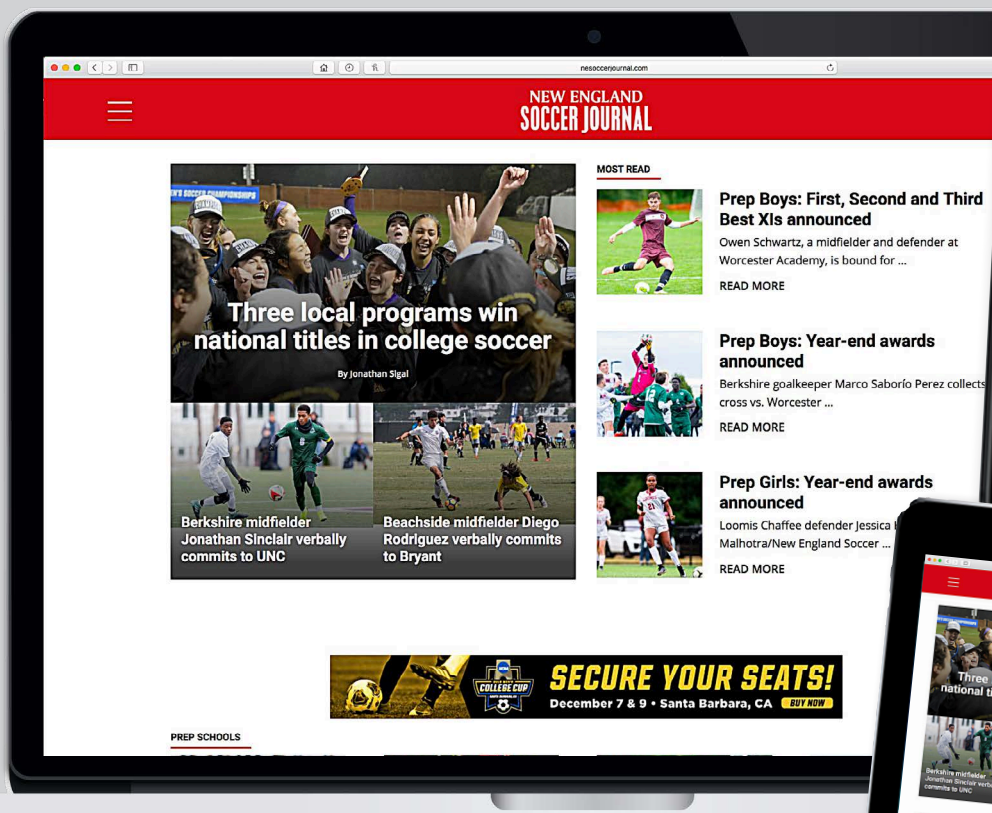 nesoccerjournal.com
NEW ENGLAND
SOCCER JOURNAL
MEN'S SOCCER CHAMPIONSHIPS
Three local programs win
national titles in college soccer
By Jonathan Sigal
Berkshire midfielder
Jonathan Sinclair verbally
commits to UNC
Beachside midfielder Diego
Rodriguez verbally commits
to Bryant
MOST READ
Prep Boys: First, Second and Third
Best XIs announced
Owen Schwartz, a midfielder and defender at
Worcester Academy, is bound for ...
READ MORE
Prep Boys: Year-end awards
announced
Berkshire goalkeeper Marco Saborío Perez collects
cross vs. Worcester ...
READ MORE
Prep Girls: Year-end awards
announced
Loomis Chaffee defender Jessica
Malhotra/New England Soccer ...
READ MORE
COLLEGE CUP
SECURE YOUR SEATS!
December 7 & 9 • Santa Barbara, CA BUY NOW
PREP SCHOOLS
Three
national
Berkshire midfielder
Jonathan Sinclair
commits to UNC